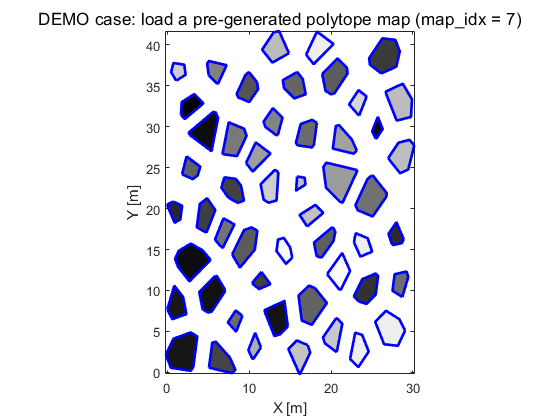 DEMO case: load a pre-generated polytope map (map_idx = 7)
40
35
30
25
20
15
10
5
0
Y [m]
0 10 20 30
X [m]